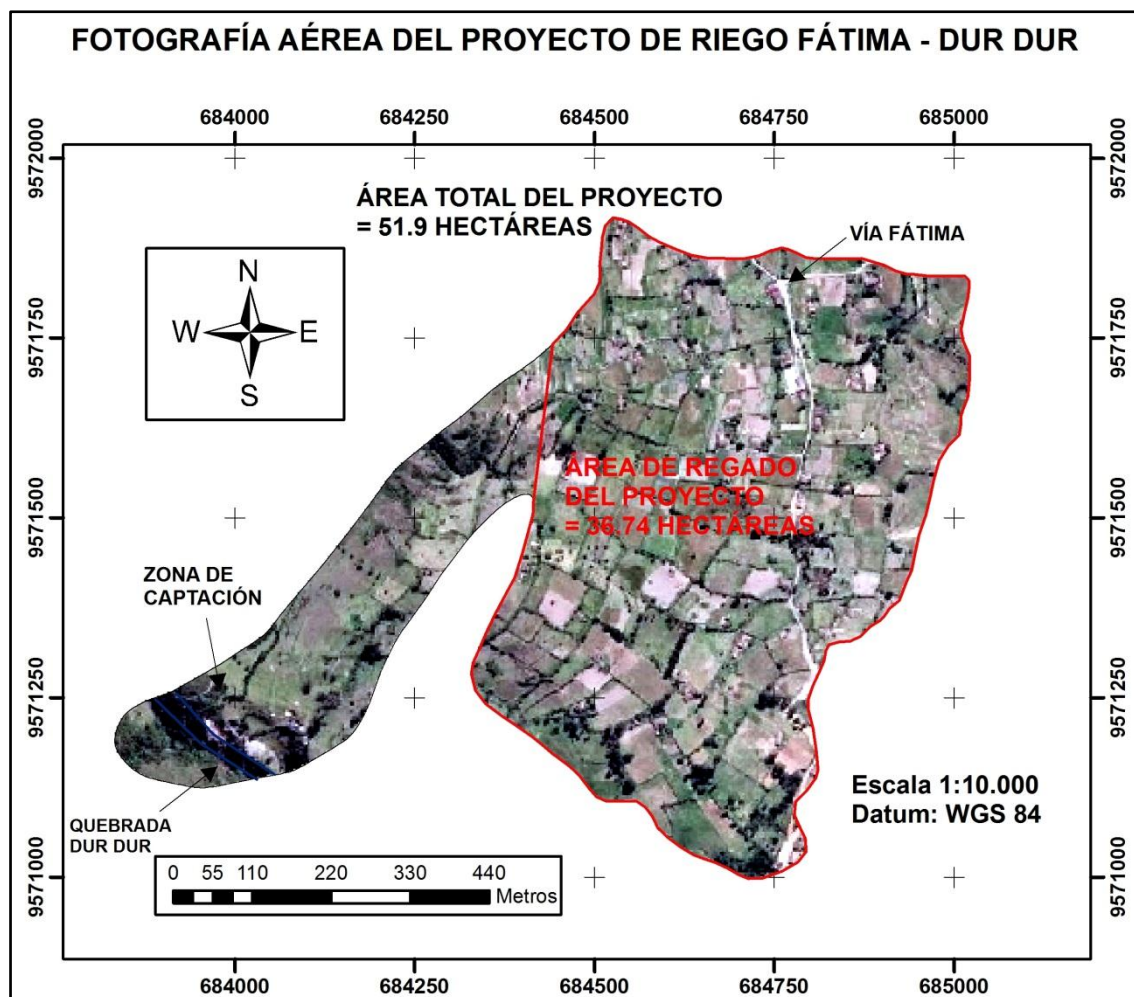 FOTOGRAFÍA AÉREA DEL PROYECTO DE RIEGO FÁTIMA - DUR DUR
684000 684250 684500 684750 685000
9572000 9572000
ÁREA TOTAL DEL PROYECTO
= 51.9 HECTÁREAS
VÍA FÁTIMA
N
W E
S
9571750 9571750
ÁREA DE REGADO
DEL PROYECTO
= 36.74 HECTÁREAS
9571500 9571500
ZONA DE
CAPTACIÓN
9571250 9571250
Escala 1:10.000
Datum: WGS 84
QUEBRADA
DUR DUR
0 55 110 220 330 440
Metros
9571000 9571000
684000 684250 684500 684750 685000